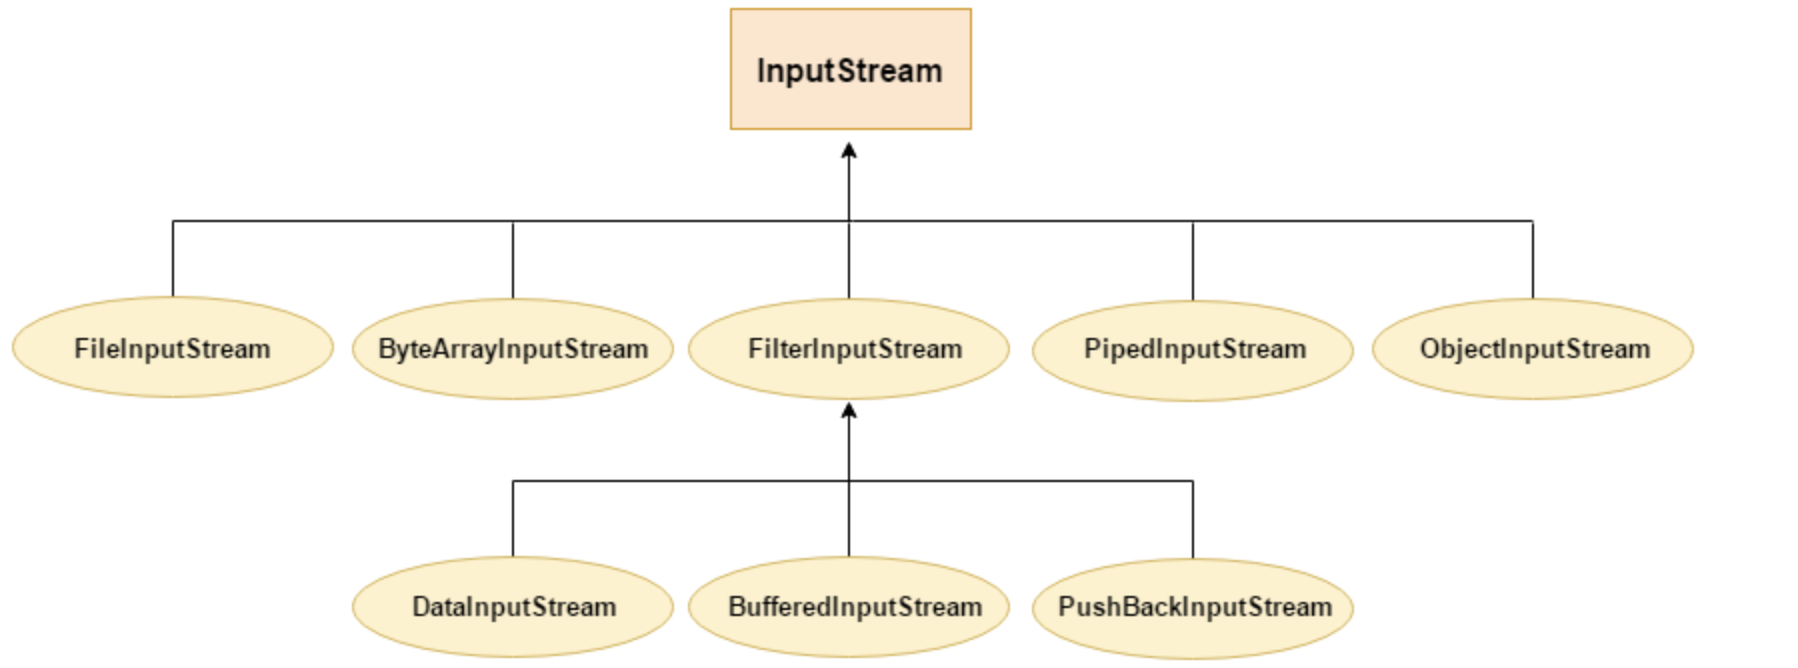 InputStream
FileInputStream
ByteArrayInputStream
FilterInputStream
PipedInputStream
ObjectInputStream
DataInputStream
BufferedInputStream
PushBackInputStream